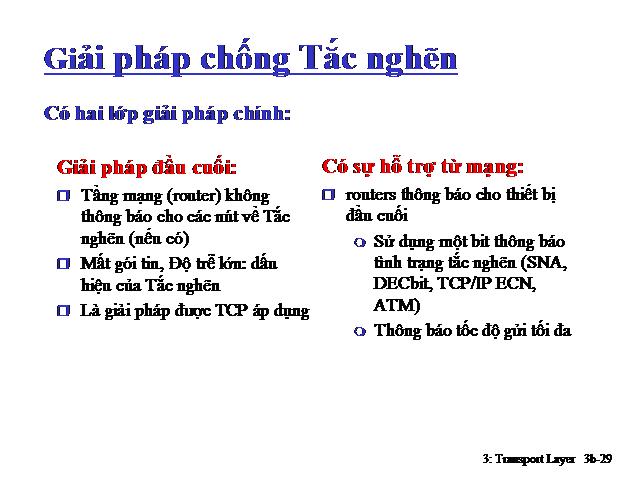 Giải pháp chống Tắc nghẽn
Có hai lớp giải pháp chính:
Giải pháp đầu cuối:
Tầng mạng (router) không
thông báo cho các nút về Tắc
nghẽn (nếu có)
Mất gói tin, Độ trễ lớn: dấu
hiệu của Tắc nghẽn
Là giải pháp được TCP áp dụng
Có sự hỗ trợ từ mạng:
routers thông báo cho thiết bị
đầu cuối
Sử dụng một bit thông báo
tình trạng tắc nghẽn (SNA,
DECbit, TCP/IP ECN,
ATM)
Thông báo tốc độ gửi tối đa
3: Transport Layer 3b-29